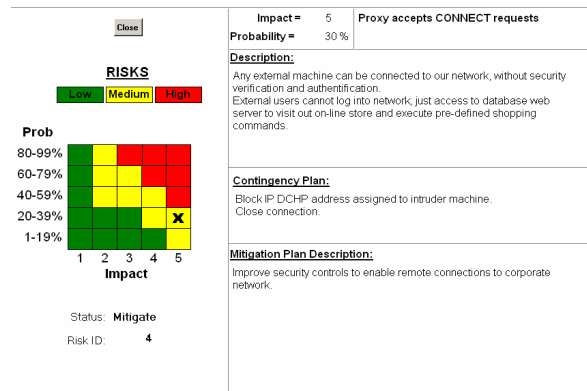 Close
RISKS
Low Medium High
Prob
80-99%
60-79%
40-59%
20-39% X
1-19%
1 2 3 4 5
Impact
Status: Mitigate
Risk ID: 4
Impact = 5 Proxy accepts CONNECT requests
Probability = 30 %
Description:
Any external machine can be connected to our network, without security
verification and authentification.
External users cannot log into network; just access to database web
server to visit out on-line store and execute pre-defined shopping
commands.
Contingency Plan:
Block IP DCHP address assigned to intruder machine.
Close connection.
Mitigation Plan Description:
Improve security controls to enable remote connections to corporate
network.